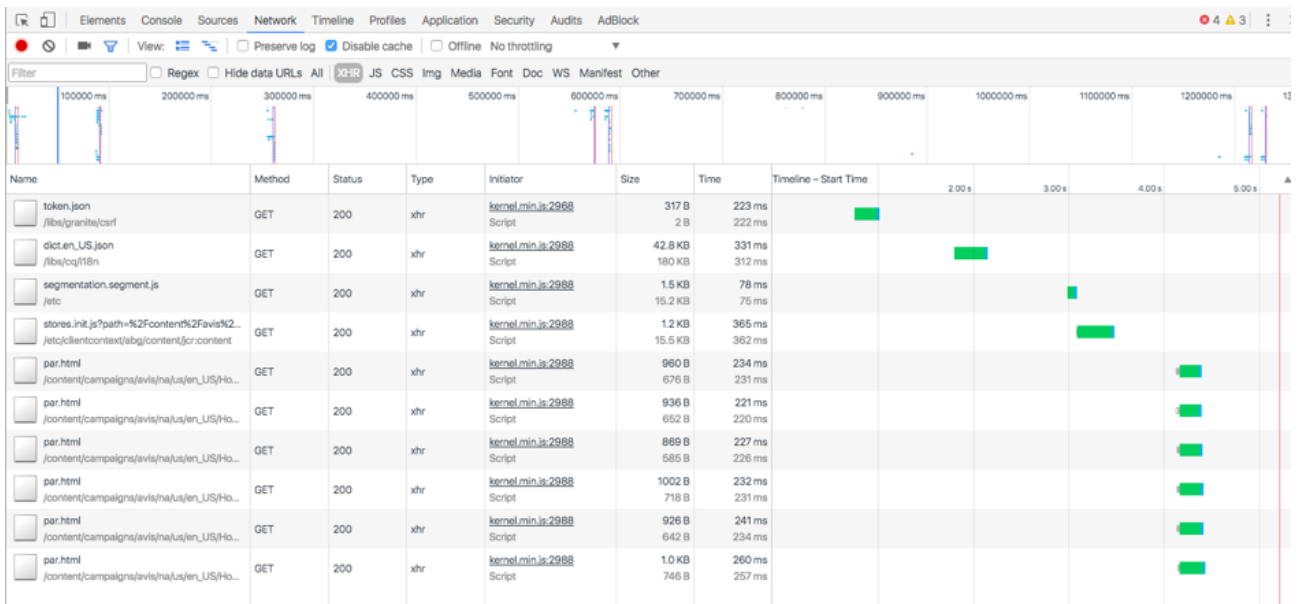 Elements Console Sources Network Timeline Profiles Application Security Audits AdBlock 4 3
View: Preserve log Disable cache Offline No throttling
Filter Regex Hide data URLs All XHR JS CSS Img Media Font Doc WS Manifest Other
100000 ms 200000 ms 300000 ms 400000 ms 500000 ms 600000 ms 700000 ms 800000 ms 900000 ms 1000000 ms 1100000 ms 1200000 ms 13
Name Method Status Type Initiator Size Time Timeline – Start Time 2.00 s 3.00 s 4.00 s 5.00 s
token.json GET 200 xhr kernel.min.js:2968 317 B 223 ms
/libs/granite/csrf Script 2 B 222 ms
dict.en_US.json GET 200 xhr kernel.min.js:2988 42.8 KB 331 ms
/libs/cq/i18n Script 180 KB 312 ms
segmentation.segment.js GET 200 xhr kernel.min.js:2988 1.5 KB 78 ms
/etc Script 15.2 KB 75 ms
stores.init.js?path=%2Fcontent%2Favis%2... GET 200 xhr kernel.min.js:2988 1.2 KB 365 ms
/etc/clientcontext/abg/content/jcr:content Script 15.5 KB 362 ms
par.html GET 200 xhr kernel.min.js:2988 960 B 234 ms
/content/campaigns/avis/na/us/en_US/Ho... Script 676 B 231 ms
par.html GET 200 xhr kernel.min.js:2988 936 B 221 ms
/content/campaigns/avis/na/us/en_US/Ho... Script 652 B 220 ms
par.html GET 200 xhr kernel.min.js:2988 869 B 227 ms
/content/campaigns/avis/na/us/en_US/Ho... Script 585 B 226 ms
par.html GET 200 xhr kernel.min.js:2988 1002 B 232 ms
/content/campaigns/avis/na/us/en_US/Ho... Script 718 B 231 ms
par.html GET 200 xhr kernel.min.js:2988 926 B 241 ms
/content/campaigns/avis/na/us/en_US/Ho... Script 642 B 234 ms
par.html GET 200 xhr kernel.min.js:2988 1.0 KB 260 ms
/content/campaigns/avis/na/us/en_US/Ho... Script 746 B 257 ms